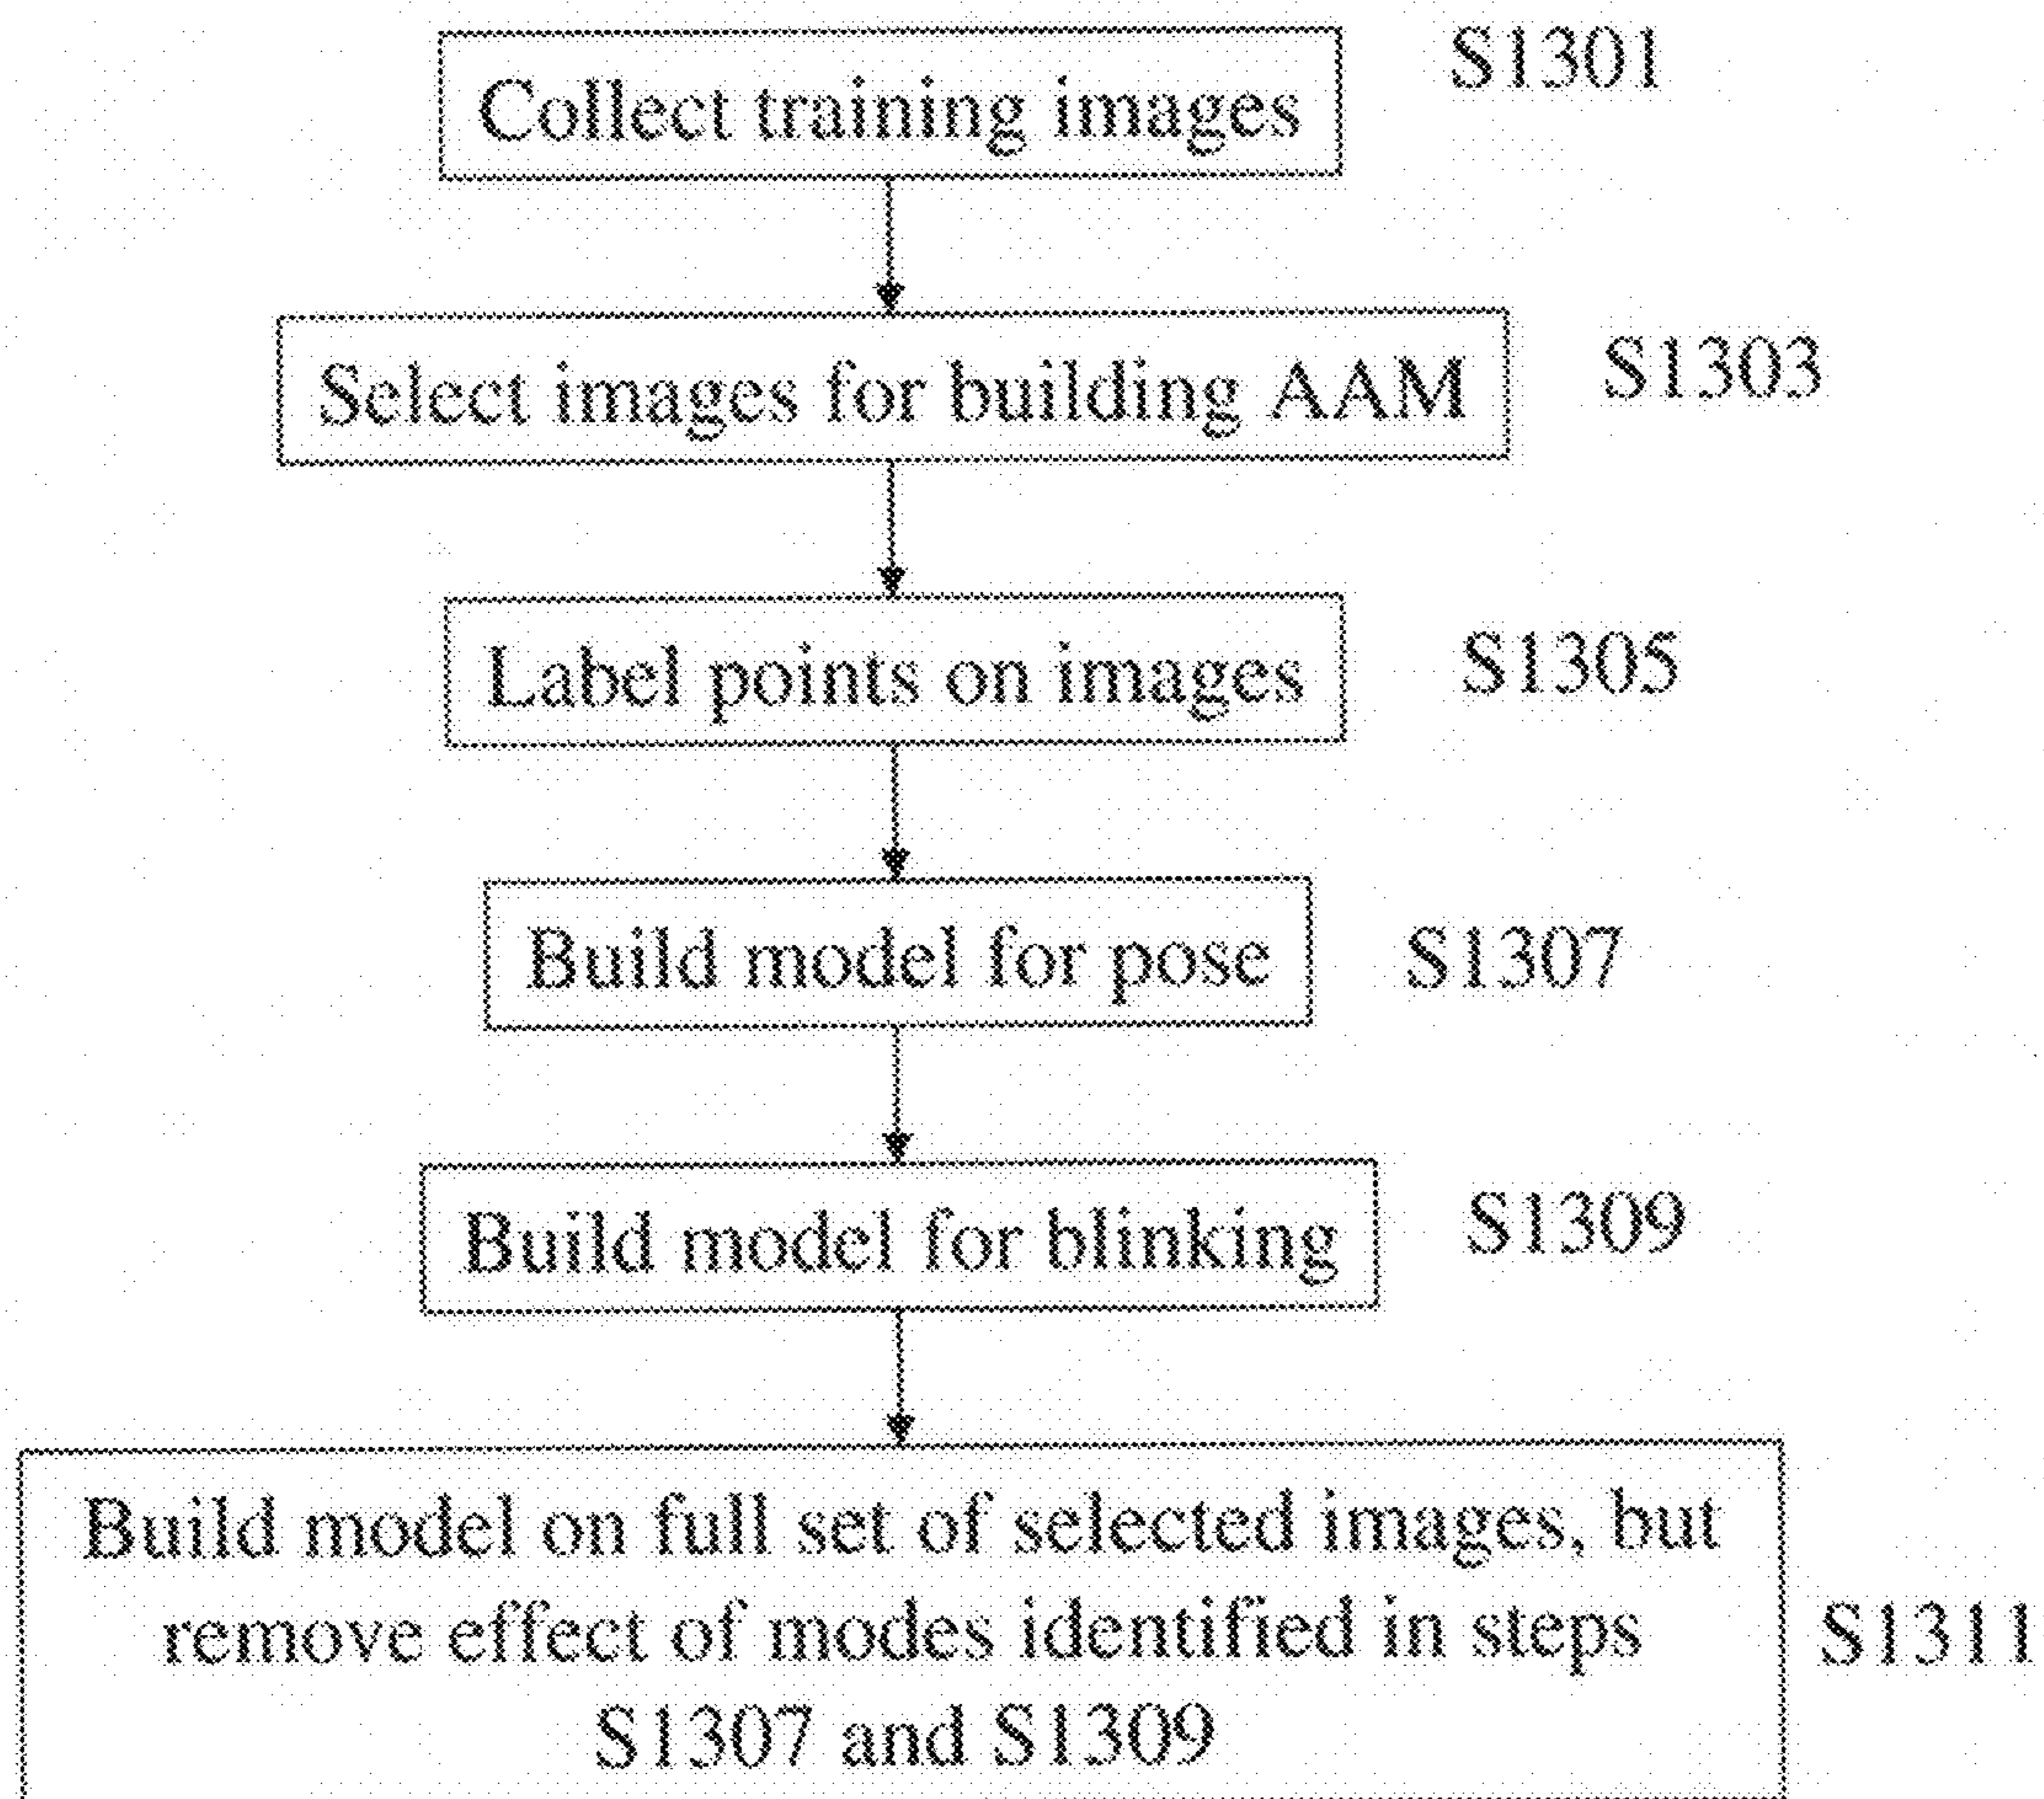 S1301
Collect training images
Select images for building AAM
S1303
Label points on images
S1305
Build model for pose
S1307
Build model for blinking
S1309
Build model on full set of selected images, but
remove effect of modes identified in steps
S1311
S1307 and S1309